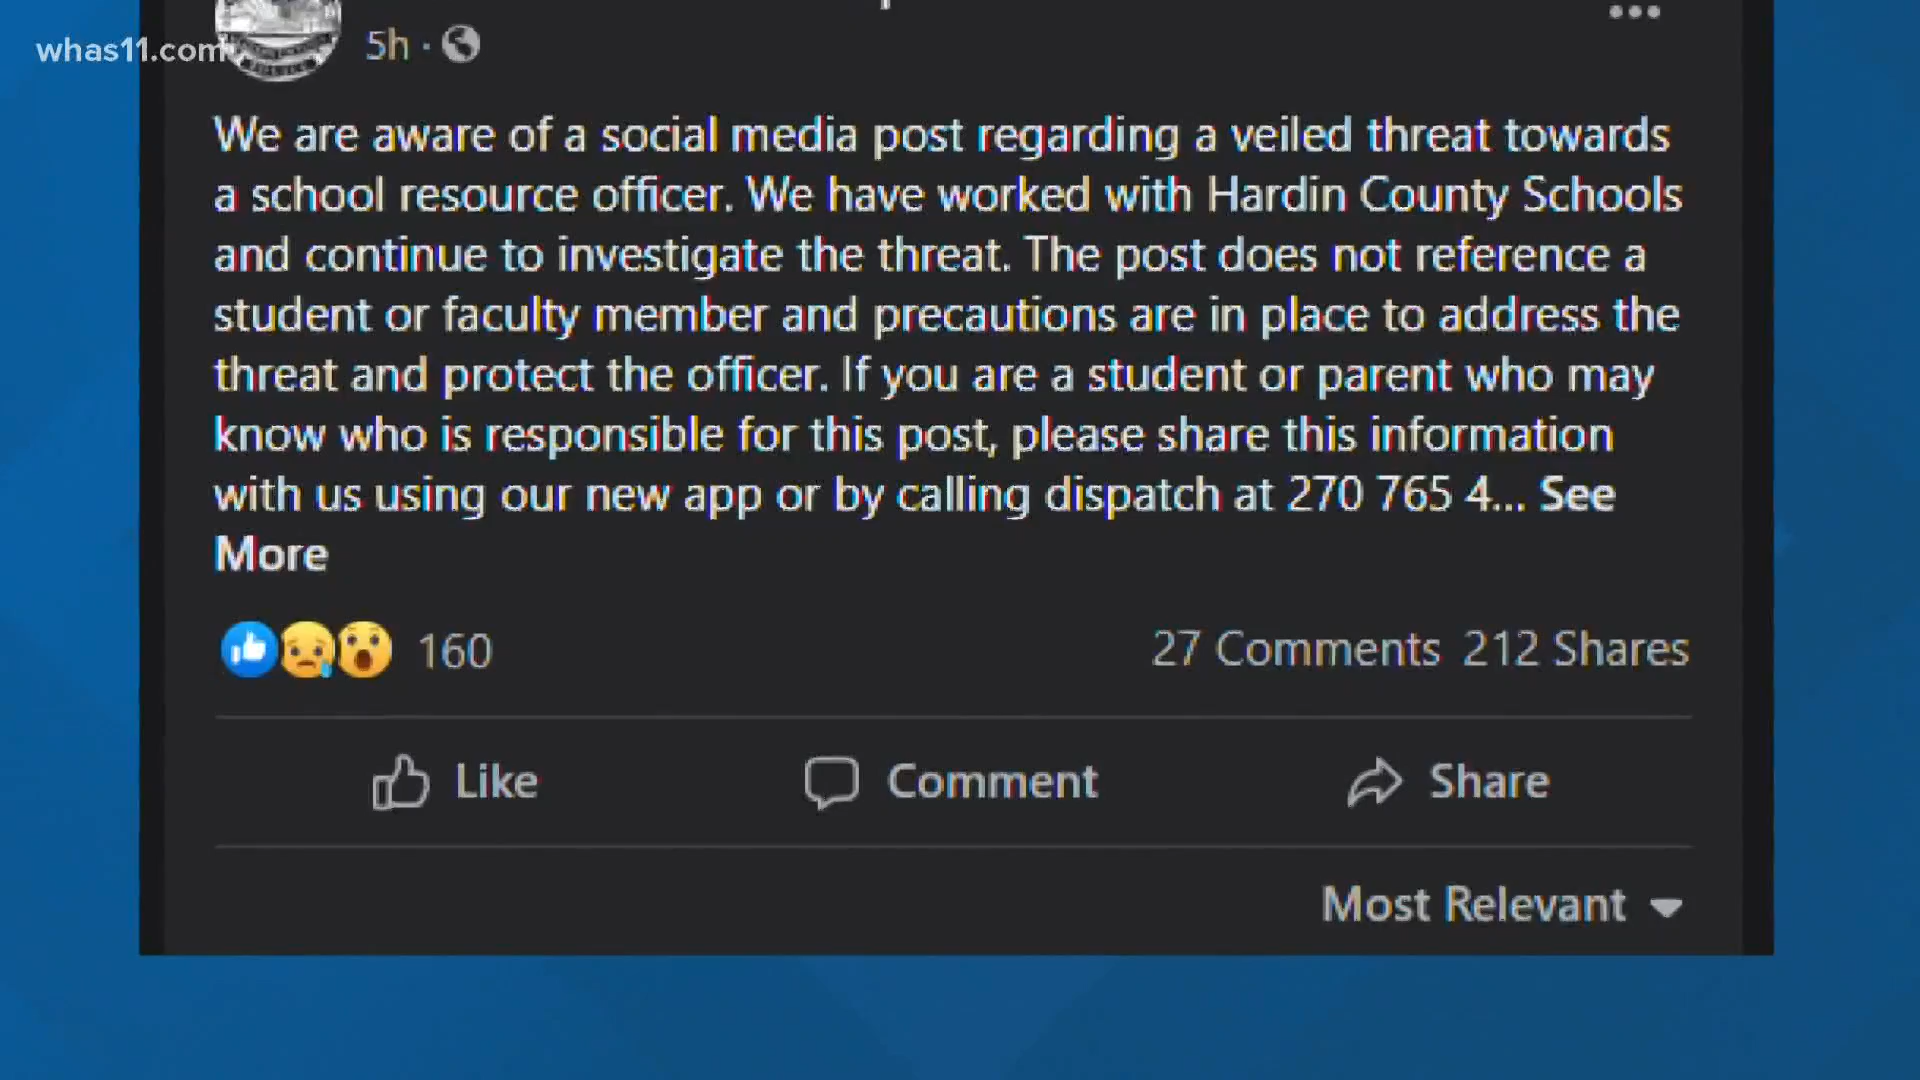 whas11.com
5h ·
We are aware of a social media post regarding a veiled threat towards
a school resource officer. We have worked with Hardin County Schools
and continue to investigate the threat. The post does not reference a
student or faculty member and precautions are in place to address the
threat and protect the officer. If you are a student or parent who may
know who is responsible for this post, please share this information
with us using our new app or by calling dispatch at 270 765 4... See
More
160
27 Comments 212 Shares
Like
Comment
Share
Most Relevant